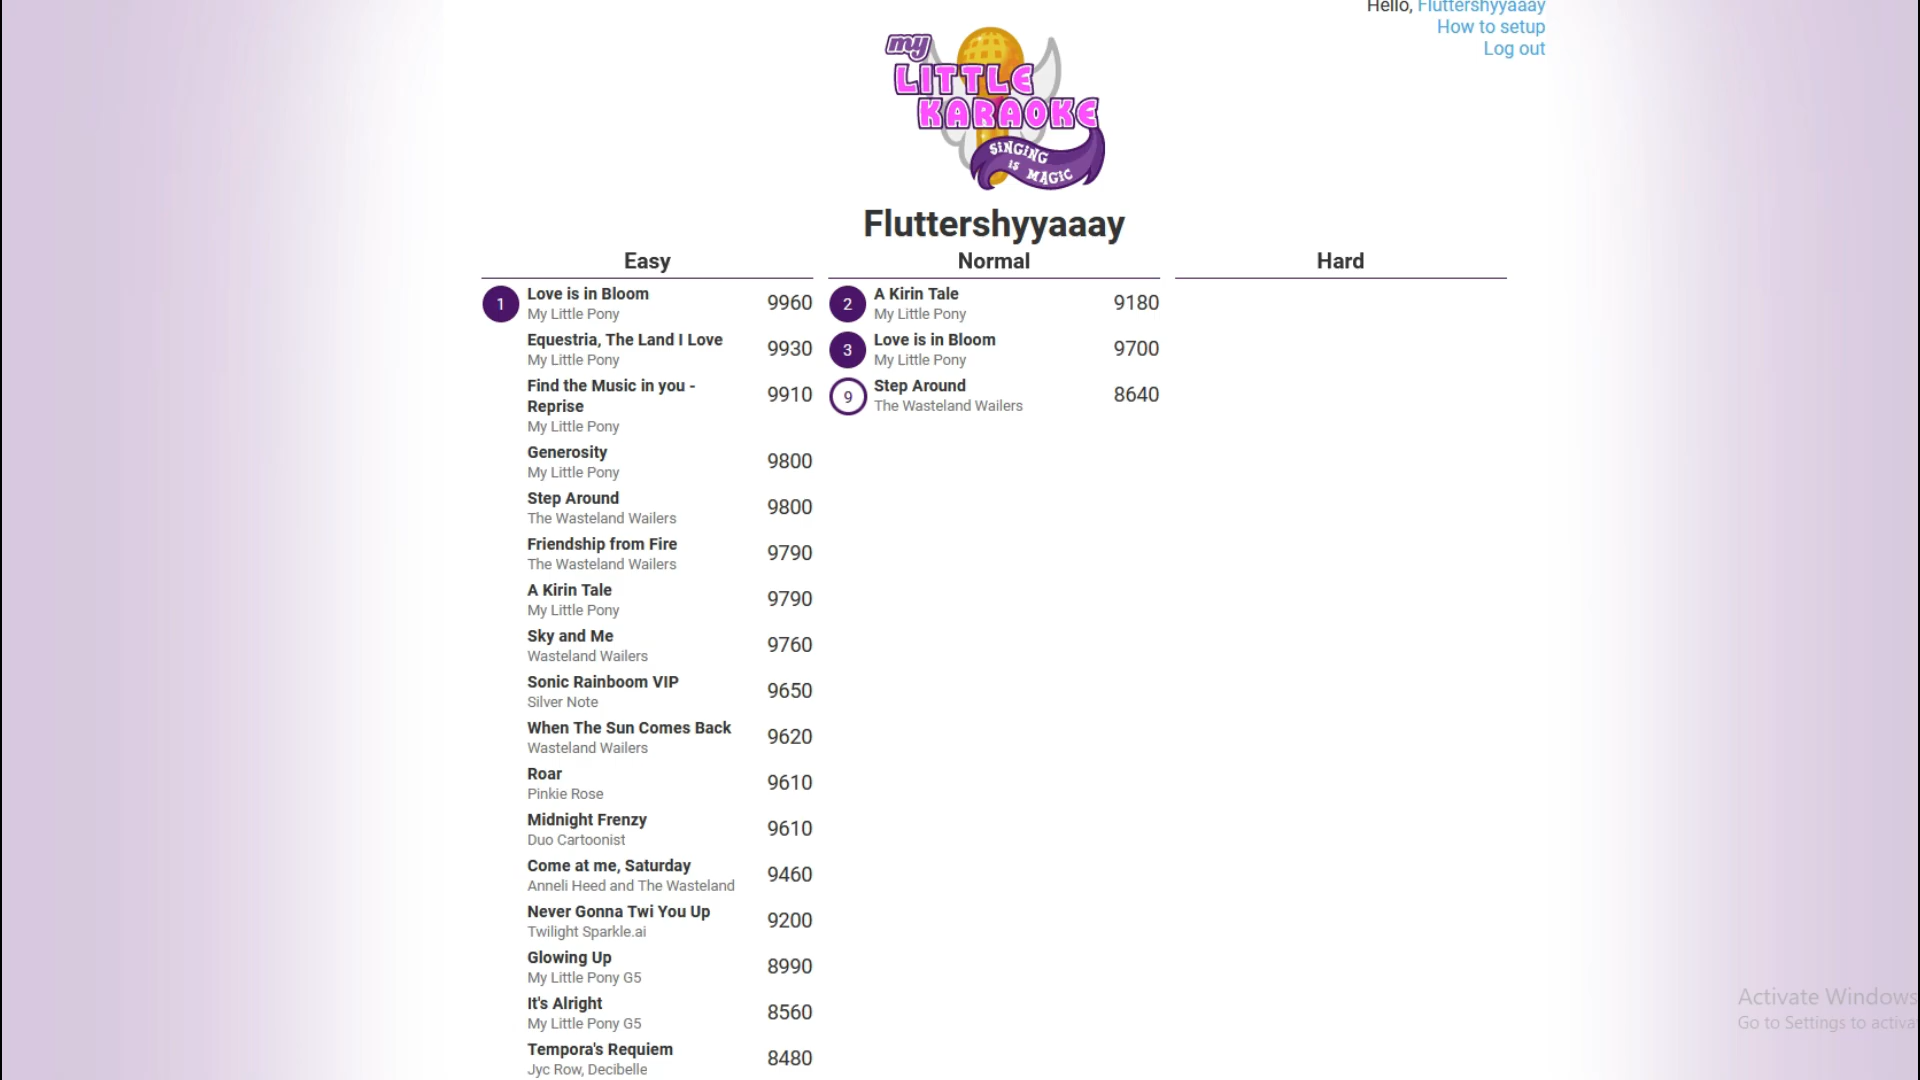 Hello, Fluttershyyaaay
How to setup
Log out
my
LITTLE
KARAOKE
SINGING
IS MAGIC
Fluttershyyaaay
Easy
1 Love is in Bloom 9960
My Little Pony
Equestria, The Land I Love 9930
My Little Pony
Find the Music in you - 9910
Reprise
My Little Pony
Generosity 9800
My Little Pony
Step Around 9800
The Wasteland Wailers
Friendship from Fire 9790
The Wasteland Wailers
A Kirin Tale 9790
My Little Pony
Sky and Me 9760
Wasteland Wailers
Sonic Rainboom VIP 9650
Silver Note
When The Sun Comes Back 9620
Wasteland Wailers
Roar 9610
Pinkie Rose
Midnight Frenzy 9610
Duo Cartoonist
Come at me, Saturday 9460
Anneli Heed and The Wasteland
Never Gonna Twi You Up 9200
Twilight Sparkle.ai
Glowing Up 8990
My Little Pony G5
It's Alright 8560
My Little Pony G5
Tempora's Requiem 8480
Jyc Row, Decibelle
Normal
2 A Kirin Tale 9180
My Little Pony
3 Love is in Bloom 9700
My Little Pony
9 Step Around 8640
The Wasteland Wailers
Hard
Activate Windows
Go to Settings to activa